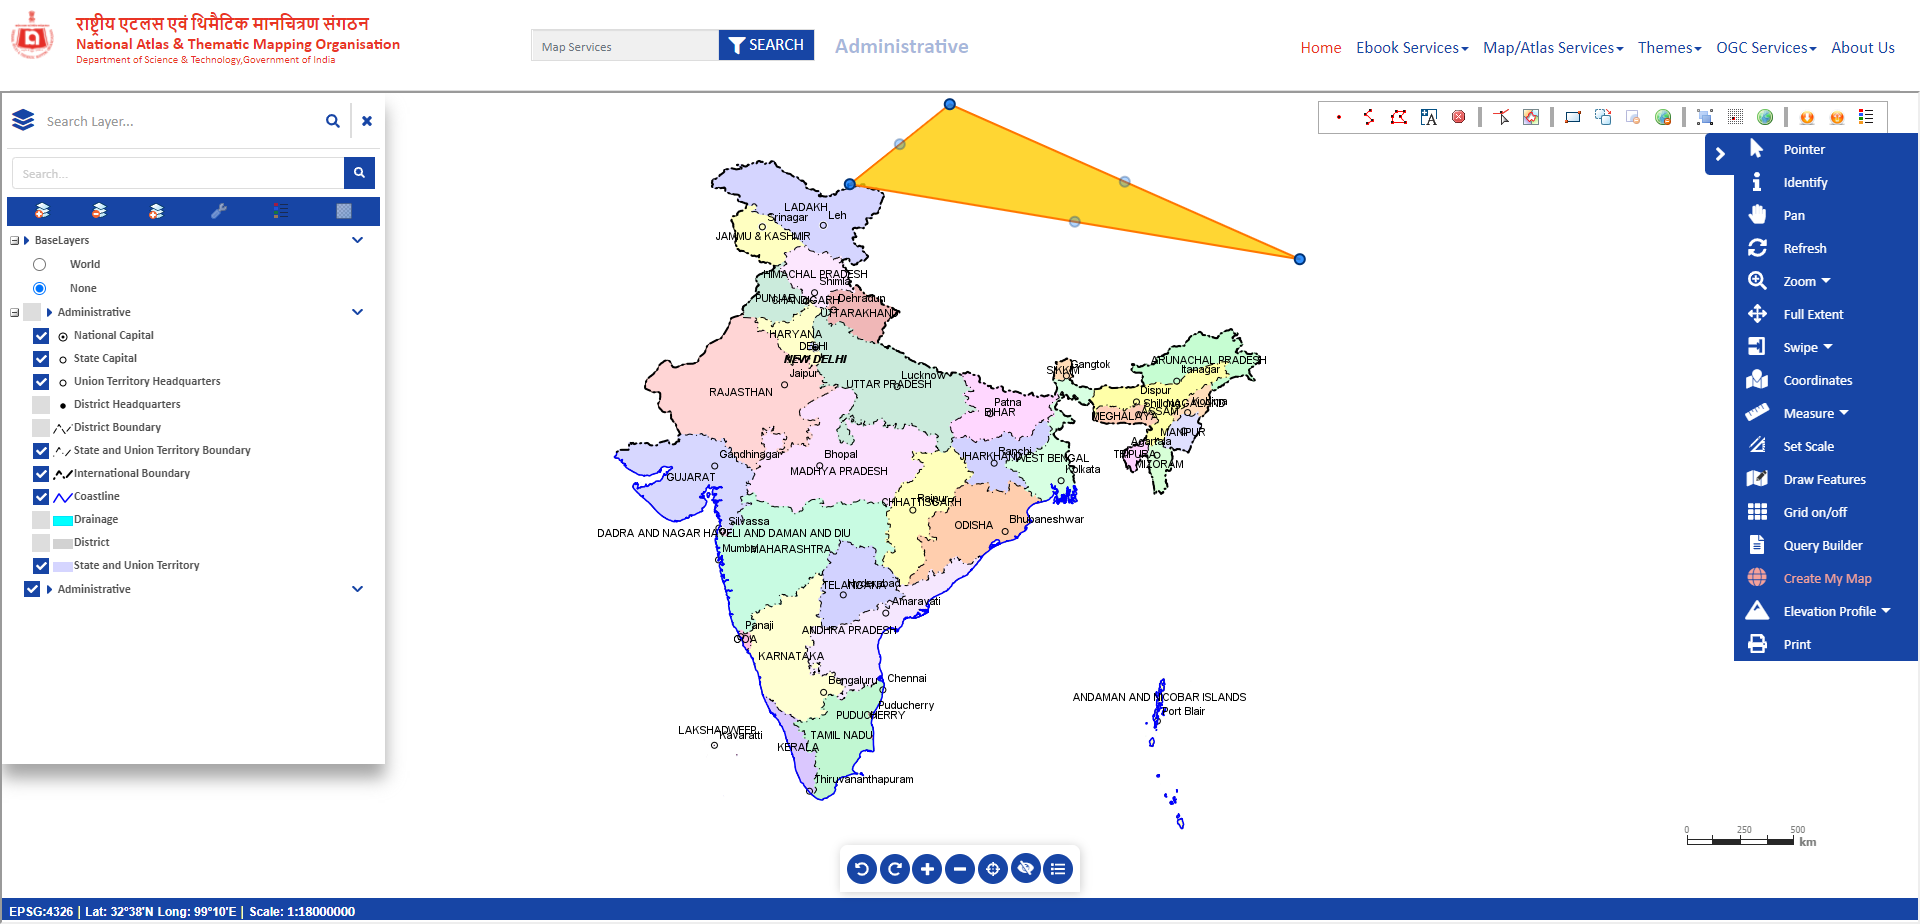 राष्ट्रीय एटलस एवं थिमैटिक मानचित्रण संगठन
National Atlas & Thematic Mapping Organisation
Department of Science & Technology,Government of India
Map Services
SEARCH
Administrative
Home
Ebook Services
Map/Atlas Services
Themes
OGC Services
About Us
Search Layer...
Search...
BaseLayers
World
None
Administrative
National Capital
State Capital
Union Territory Headquarters
District Headquarters
District Boundary
State and Union Territory Boundary
International Boundary
Coastline
Drainage
District
State and Union Territory
Administrative
A
Pointer
Identify
Pan
Refresh
Zoom
Full Extent
Swipe
Coordinates
Measure
Set Scale
Draw Features
Grid on/off
Query Builder
Create My Map
Elevation Profile
Print
LADAKH
Leh
Srinagar
JAMMU & KASHMIR
HIMACHAL PRADESH
Shimla
PUNJAB
CHANDIGARH
Dehradun
UTTARAKHAND
HARYANA
DELHI
NEW DELHI
Jaipur
RAJASTHAN
Lucknow
UTTAR PRADESH
Gangtok
SIKKIM
ARUNACHAL PRADESH
Itanagar
Dispur
Shillong
NAGALAND
Kohima
MEGHALAYA
ASSAM
MANIPUR
Agartala
TRIPURA
MIZORAM
Patna
BIHAR
Ranchi
JHARKHAND
WEST BENGAL
Kolkata
Gandhinagar
GUJARAT
Bhopal
MADHYA PRADESH
Raipur
CHHATTISGARH
ODISHA
Bhubaneshwar
Silvassa
DADRA AND NAGAR HAVELI AND DAMAN AND DIU
Mumbai
MAHARASHTRA
Hyderabad
TELANGANA
Amaravati
ANDHRA PRADESH
Panaji
GOA
KARNATAKA
Bengaluru
Chennai
Puducherry
PUDUCHERRY
LAKSHADWEEP
Kavaratti
KERALA
TAMIL NADU
Thiruvananthapuram
ANDAMAN AND NICOBAR ISLANDS
Port Blair
0 250 500
km
EPSG:4326 | Lat: 32°38'N Long: 99°10'E | Scale: 1:18000000